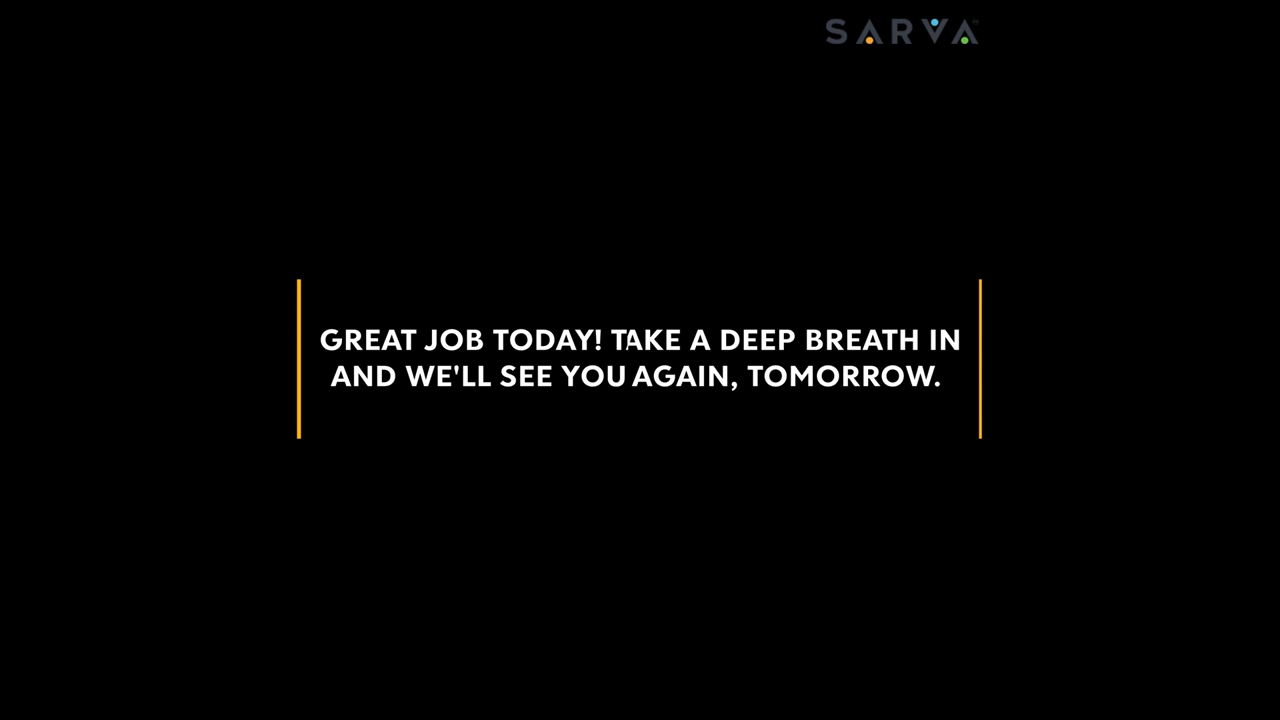 SARVA
GREAT JOB TODAY! TAKE A DEEP BREATH IN
AND WE'LL SEE YOU AGAIN, TOMORROW.